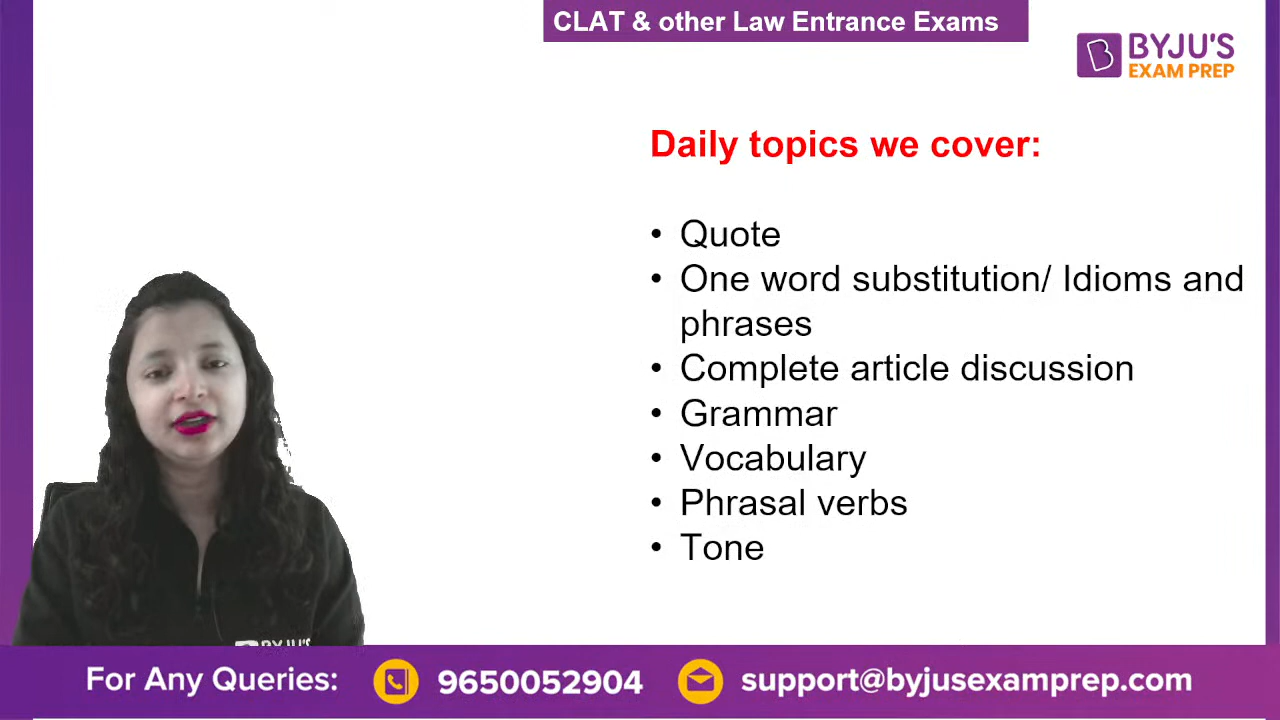 CLAT & other Law Entrance Exams
BYJU'S
EXAM PREP
Daily topics we cover:
• Quote
• One word substitution/ Idioms and
phrases
• Complete article discussion
• Grammar
• Vocabulary
• Phrasal verbs
• Tone
BYJU'S
For Any Queries: 9650052904 support@byjusexamprep.com